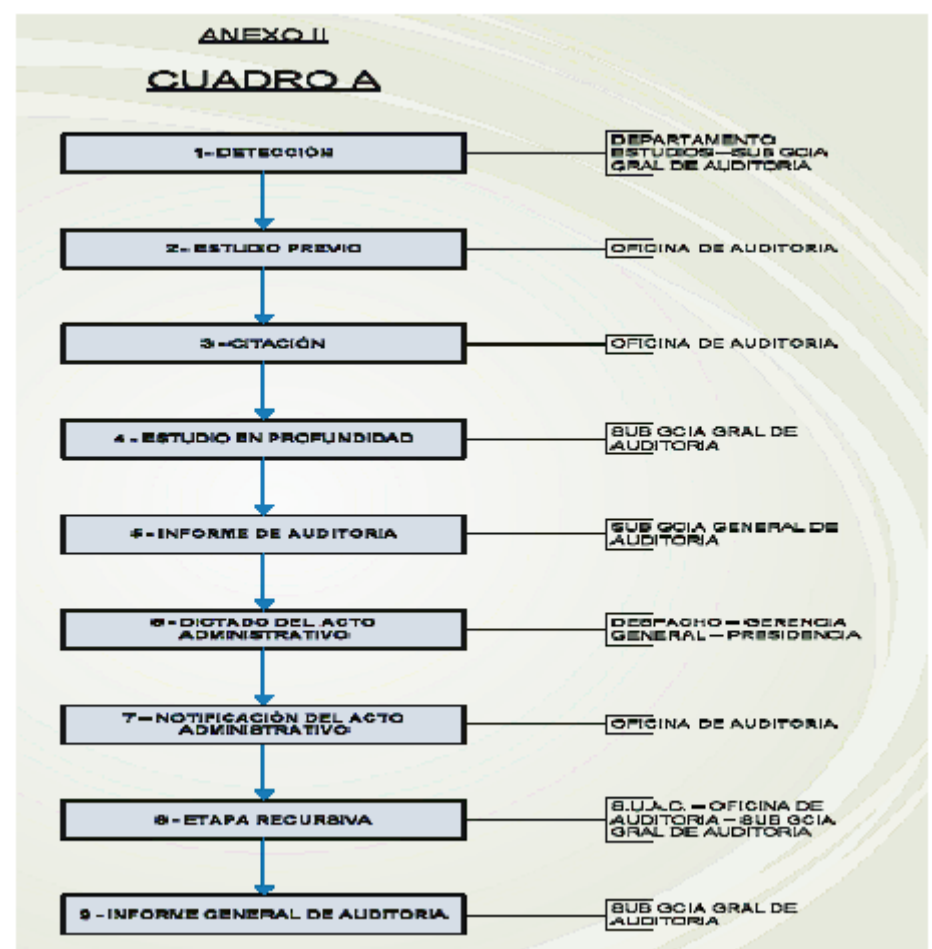 ANEXO II
CUADRO A
1- DETECCIÓN
DEPARTAMENTO
ESTUDIOS – SUB GCIA
GRAL DE AUDITORIA
2- ESTUDIO PREVIO
OFICINA DE AUDITORIA
3 – CITACIÓN
OFICINA DE AUDITORIA
4 - ESTUDIO EN PROFUNDIDAD
SUB GCIA GRAL DE
AUDITORIA
5 - INFORME DE AUDITORIA
SUB GCIA GENERAL DE
AUDITORIA
6 - DICTADO DEL ACTO
ADMINISTRATIVO
DESPACHO – GERENCIA
GENERAL – PRESIDENCIA
7 – NOTIFICACIÓN DEL ACTO
ADMINISTRATIVO
OFICINA DE AUDITORIA
8 - ETAPA RECURSIVA
S.U.A.C. – OFICINA DE
AUDITORIA – SUB GCIA
GRAL DE AUDITORIA
9 - INFORME GENERAL DE AUDITORIA
SUB GCIA GRAL DE
AUDITORIA